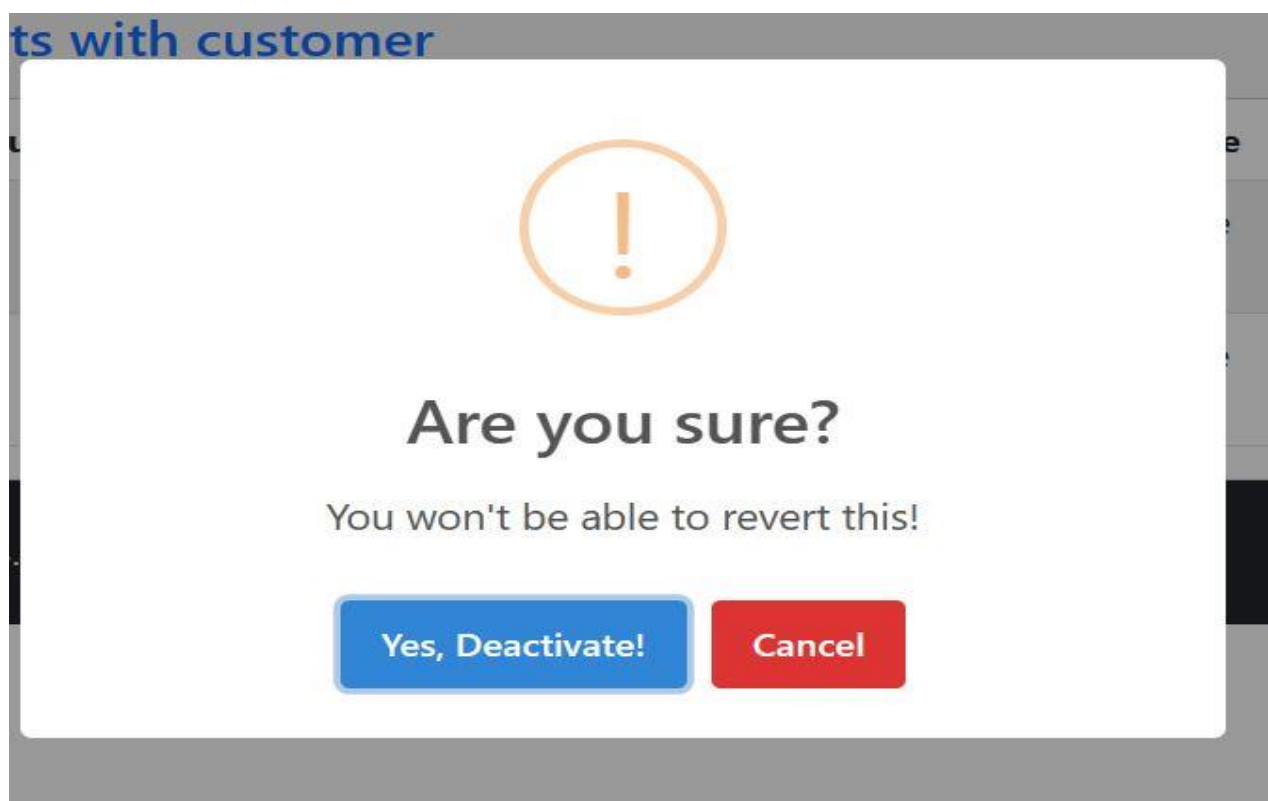 ts with customer
!
Are you sure?
You won't be able to revert this!
Yes, Deactivate! Cancel